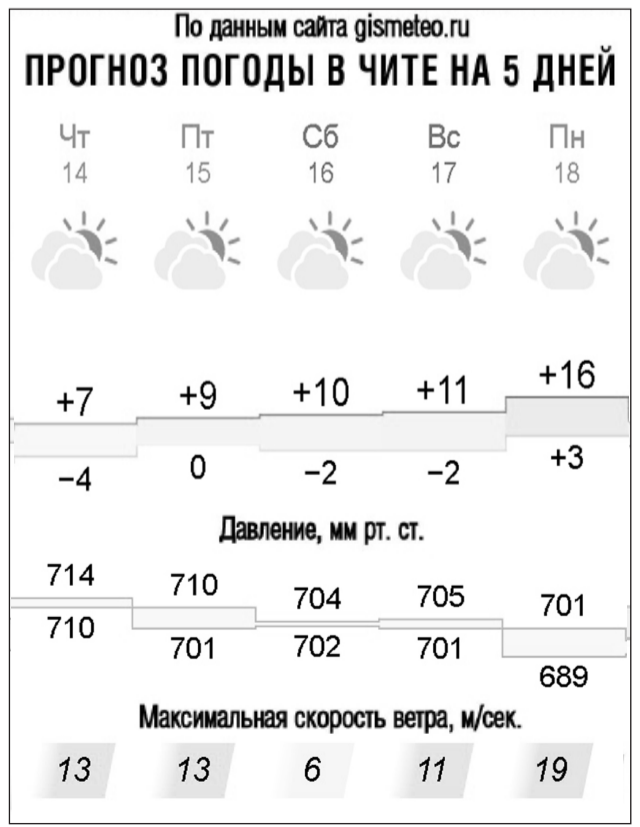 По данным сайта gismeteo.ru
ПРОГНОЗ ПОГОДЫ В ЧИТЕ НА 5 ДНЕЙ
Чт Пт Сб Вс Пн
14 15 16 17 18
+7 +9 +10 +11 +16
−4 0 −2 −2 +3
Давление, мм рт. ст.
714 710 704 705 701
710 701 702 701 689
Максимальная скорость ветра, м/сек.
13 13 6 11 19